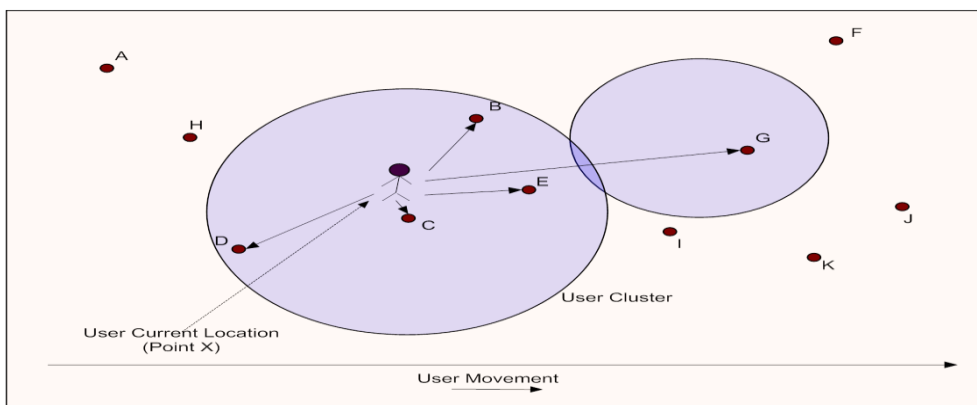 A
F
B
H
G
E
D
C
J
I
K
User Cluster
User Current Location
(Point X)
User Movement